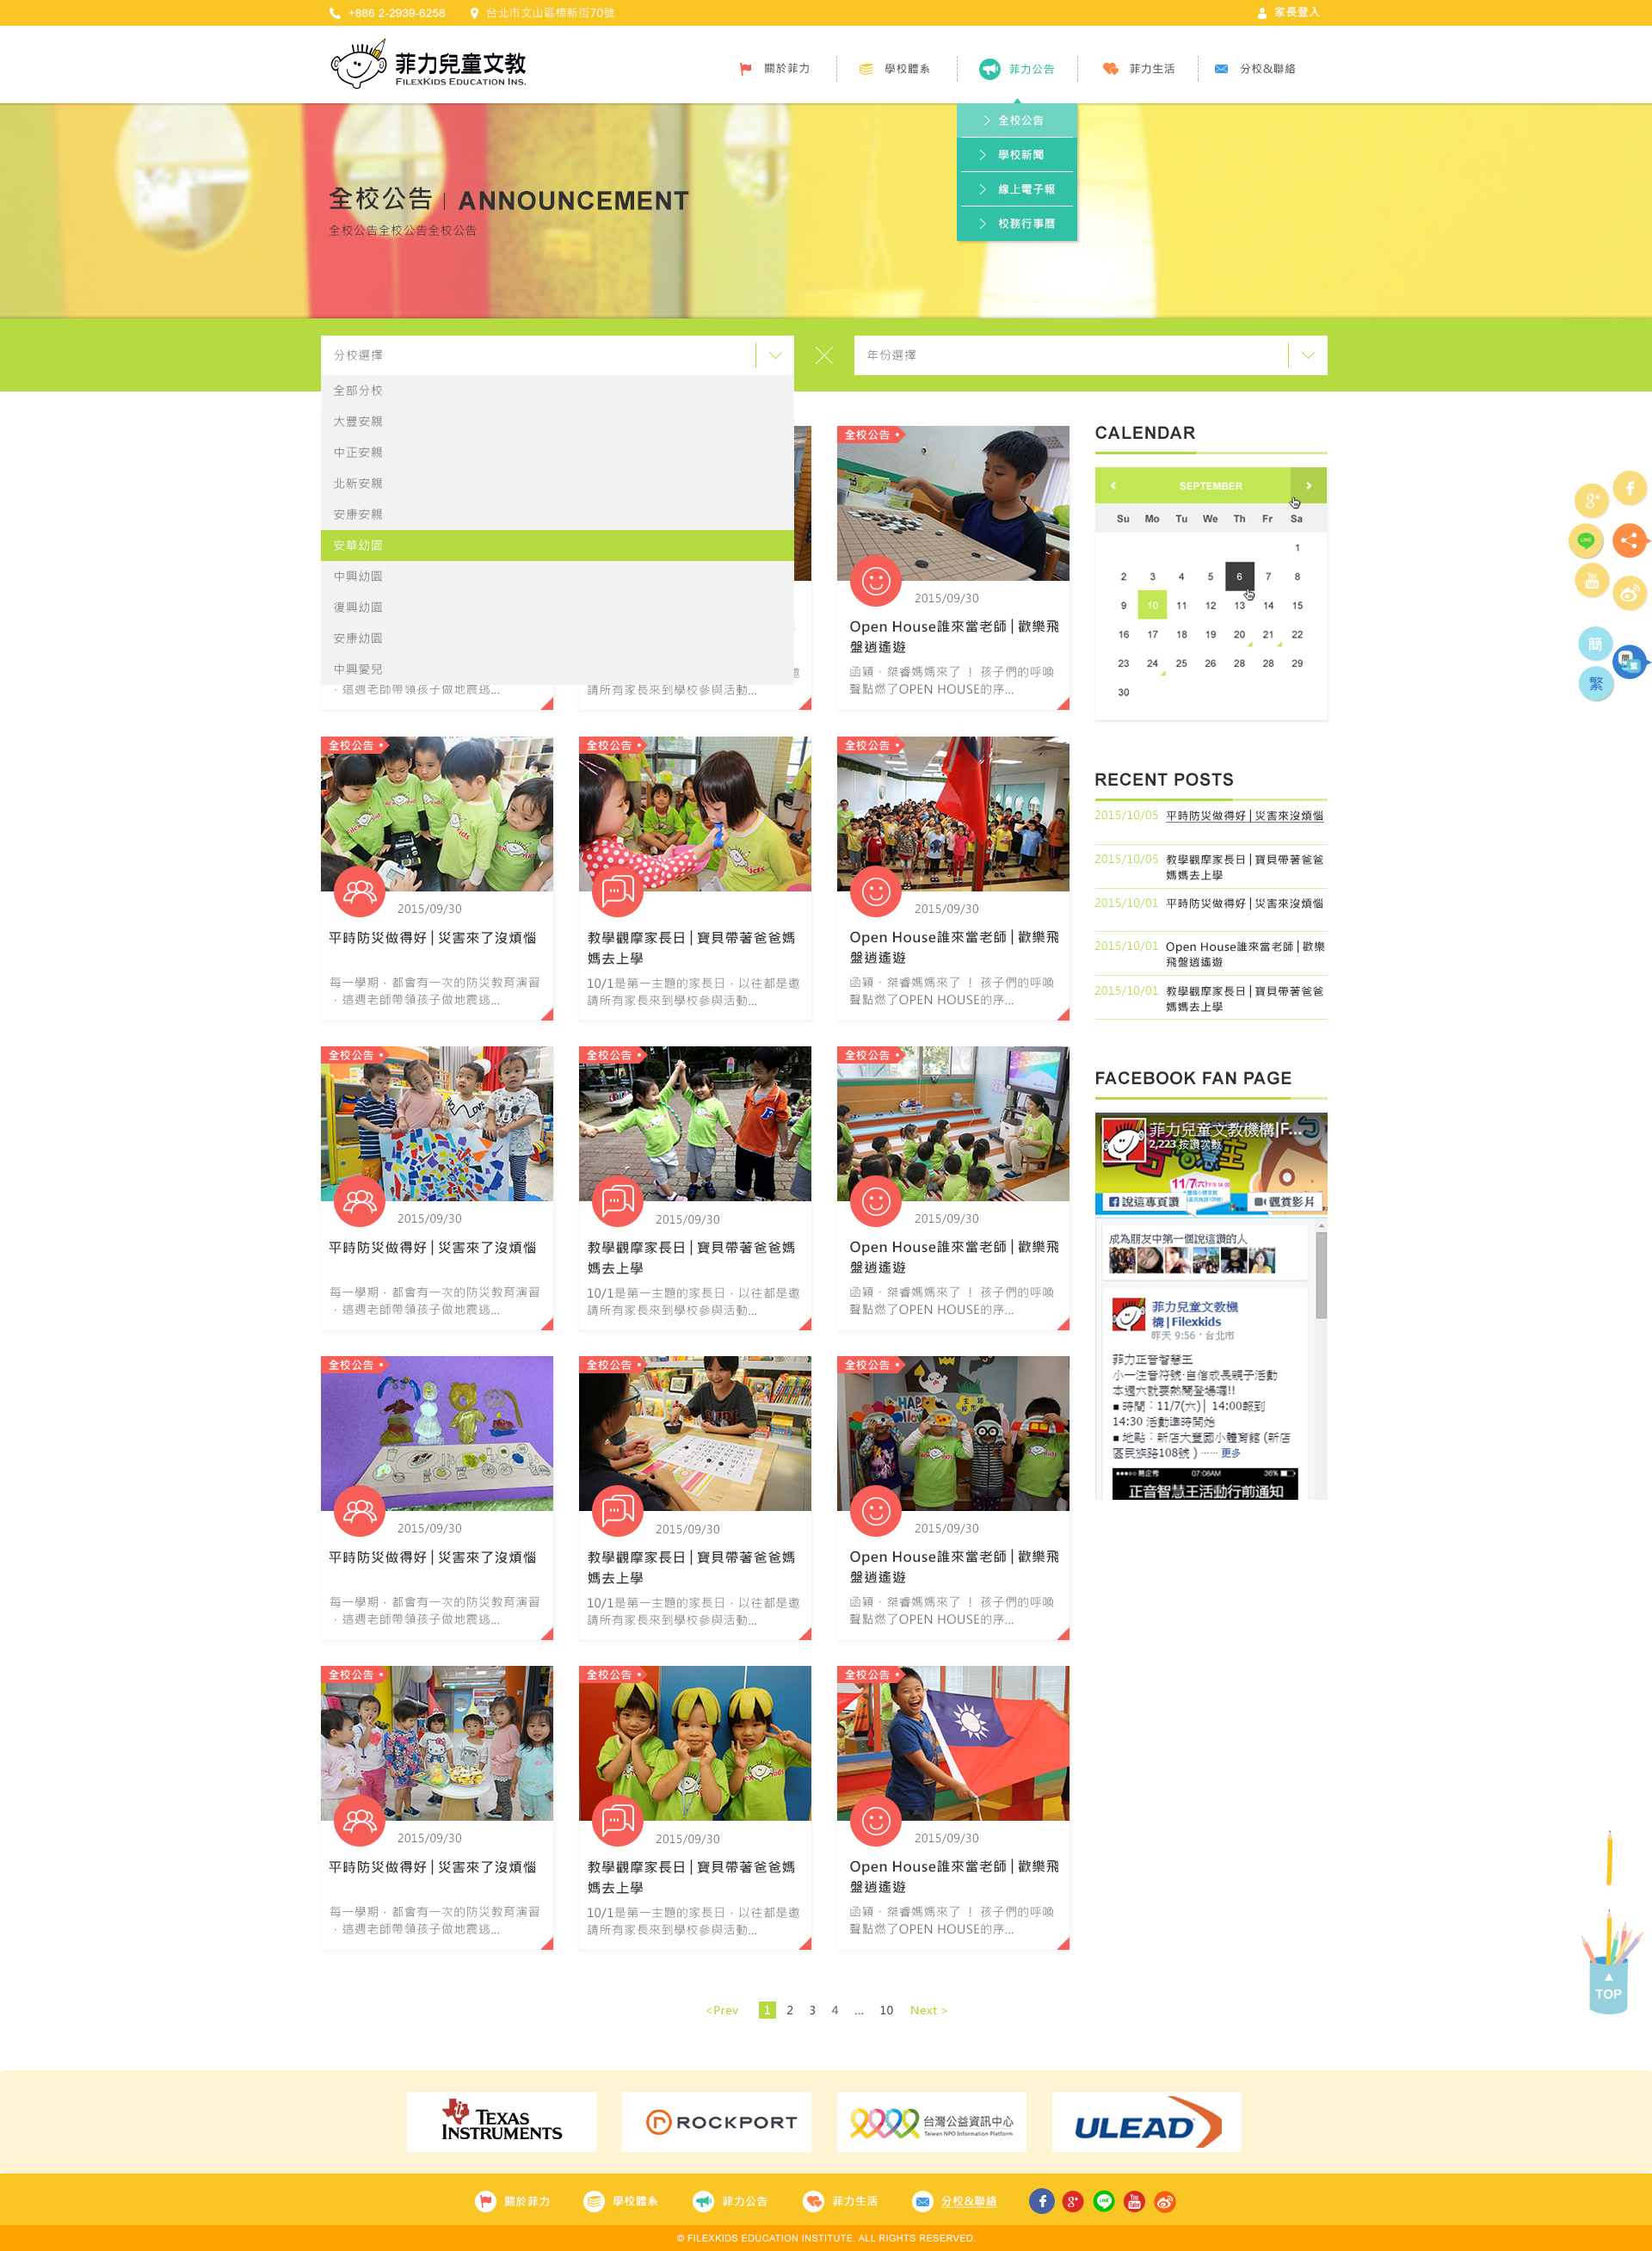 +886 2-2939-6258
台北市文山區樟新街70號
家長登入
菲力兒童文教
FILEXKIDS EDUCATION INS.
關於菲力
學校體系
菲力公告
菲力生活
分校&聯絡
全校公告
學校新聞
線上電子報
校務行事曆
全校公告 | ANNOUNCEMENT
全校公告全校公告全校公告
分校選擇
年份選擇
全部分校
大豐安親
中正安親
北新安親
安康安親
安華幼園
中興幼園
復興幼園
安康幼園
中興愛兒
，這週老師帶領孩子做地震逃...
邀
請所有家長來到學校參與活動...
全校公告
2015/09/30
Open House誰來當老師 | 歡樂飛
盤逍遙遊
函穎、桀睿媽媽來了 ！ 孩子們的呼喚
聲點燃了OPEN HOUSE的序...
CALENDAR
SEPTEMBER
Su Mo Tu We Th Fr Sa
1
2 3 4 5 6 7 8
9 10 11 12 13 14 15
16 17 18 19 20 21 22
23 24 25 26 28 28 29
30
簡
繁
全校公告
2015/09/30
平時防災做得好 | 災害來了沒煩惱
每一學期，都會有一次的防災教育演習
，這週老師帶領孩子做地震逃...
全校公告
教學觀摩家長日 | 寶貝帶著爸爸媽
媽去上學
10/1是第一主題的家長日，以往都是邀
請所有家長來到學校參與活動...
全校公告
2015/09/30
Open House誰來當老師 | 歡樂飛
盤逍遙遊
函穎、桀睿媽媽來了 ！ 孩子們的呼喚
聲點燃了OPEN HOUSE的序...
RECENT POSTS
2015/10/05 平時防災做得好 | 災害來沒煩惱
2015/10/05 教學觀摩家長日 | 寶貝帶著爸爸
媽媽去上學
2015/10/01 平時防災做得好 | 災害來沒煩惱
2015/10/01 Open House誰來當老師 | 歡樂
飛盤逍遙遊
2015/10/01 教學觀摩家長日 | 寶貝帶著爸爸
媽媽去上學
全校公告
2015/09/30
平時防災做得好 | 災害來了沒煩惱
每一學期，都會有一次的防災教育演習
，這週老師帶領孩子做地震逃...
全校公告
2015/09/30
教學觀摩家長日 | 寶貝帶著爸爸媽
媽去上學
10/1是第一主題的家長日，以往都是邀
請所有家長來到學校參與活動...
全校公告
2015/09/30
Open House誰來當老師 | 歡樂飛
盤逍遙遊
函穎、桀睿媽媽來了 ！ 孩子們的呼喚
聲點燃了OPEN HOUSE的序...
FACEBOOK FAN PAGE
菲力兒童文教機構|F...
2,223 按讚次數
11/7(六)
說這專頁讚
觀賞影片
成為朋友中第一個說這讚的人
菲力兒童文教機
構|Filexkids
昨天 9:56 · 台北市
菲力正音智慧王
小一注音符號·自信成長親子活動
本週六就要熱鬧登場囉!!
■ 時間：11/7(六)│ 14:00報到
14:30 活動準時開始
■ 地點：新店大豐國小體育館 (新店
區民族路108號 ) ...... 更多
07:08AM 36%
正音智慧王活動行前通知
全校公告
2015/09/30
平時防災做得好 | 災害來了沒煩惱
每一學期，都會有一次的防災教育演習
，這週老師帶領孩子做地震逃...
全校公告
2015/09/30
教學觀摩家長日 | 寶貝帶著爸爸媽
媽去上學
10/1是第一主題的家長日，以往都是邀
請所有家長來到學校參與活動...
全校公告
2015/09/30
Open House誰來當老師 | 歡樂飛
盤逍遙遊
函穎、桀睿媽媽來了 ！ 孩子們的呼喚
聲點燃了OPEN HOUSE的序...
全校公告
2015/09/30
平時防災做得好 | 災害來了沒煩惱
每一學期，都會有一次的防災教育演習
，這週老師帶領孩子做地震逃...
全校公告
2015/09/30
教學觀摩家長日 | 寶貝帶著爸爸媽
媽去上學
10/1是第一主題的家長日，以往都是邀
請所有家長來到學校參與活動...
全校公告
2015/09/30
Open House誰來當老師 | 歡樂飛
盤逍遙遊
函穎、桀睿媽媽來了 ！ 孩子們的呼喚
聲點燃了OPEN HOUSE的序...
TOP
<Prev 1 2 3 4 ... 10 Next >
TEXAS
INSTRUMENTS
ROCKPORT
台灣公益資訊中心
Taiwan NPO Information Platform
ULEAD
關於菲力
學校體系
菲力公告
菲力生活
分校&聯絡
© FILEXKIDS EDUCATION INSTITUTE. ALL RIGHTS RESERVED.